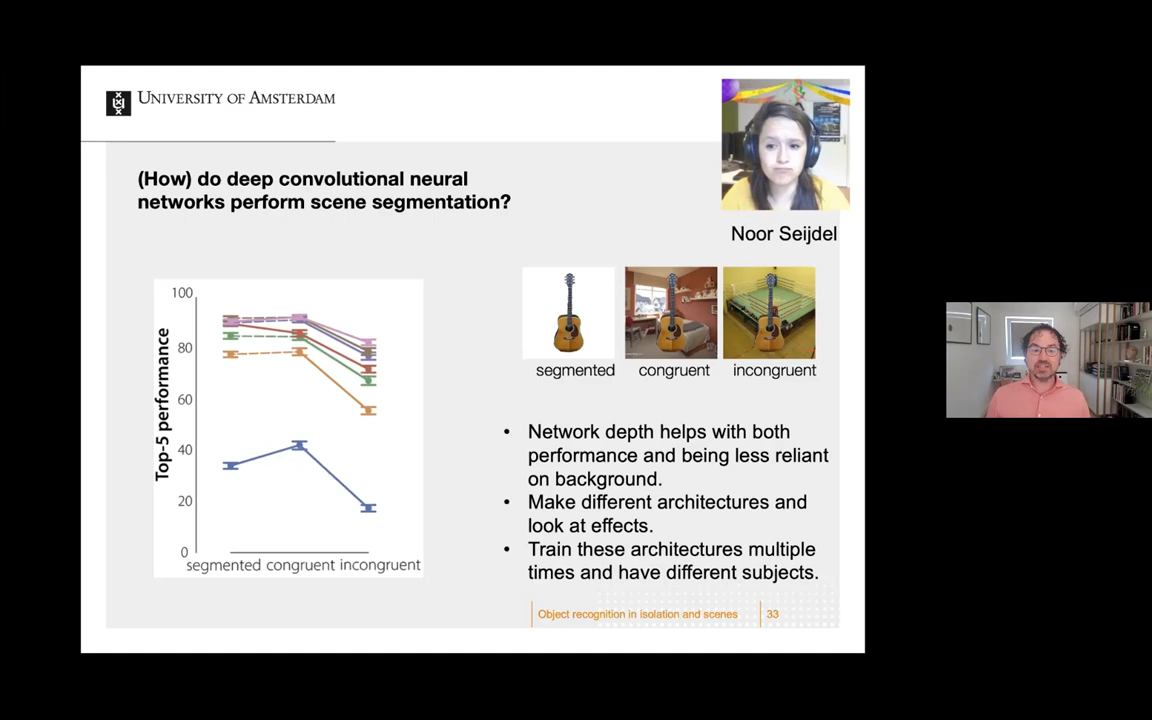 UNIVERSITY OF AMSTERDAM
(How) do deep convolutional neural
networks perform scene segmentation?
Noor Seijdel
100
80
60
40
20
0
Top-5 performance
segmented congruent incongruent
segmented
congruent
incongruent
• Network depth helps with both
performance and being less reliant
on background.
• Make different architectures and
look at effects.
• Train these architectures multiple
times and have different subjects.
Object recognition in isolation and scenes
33